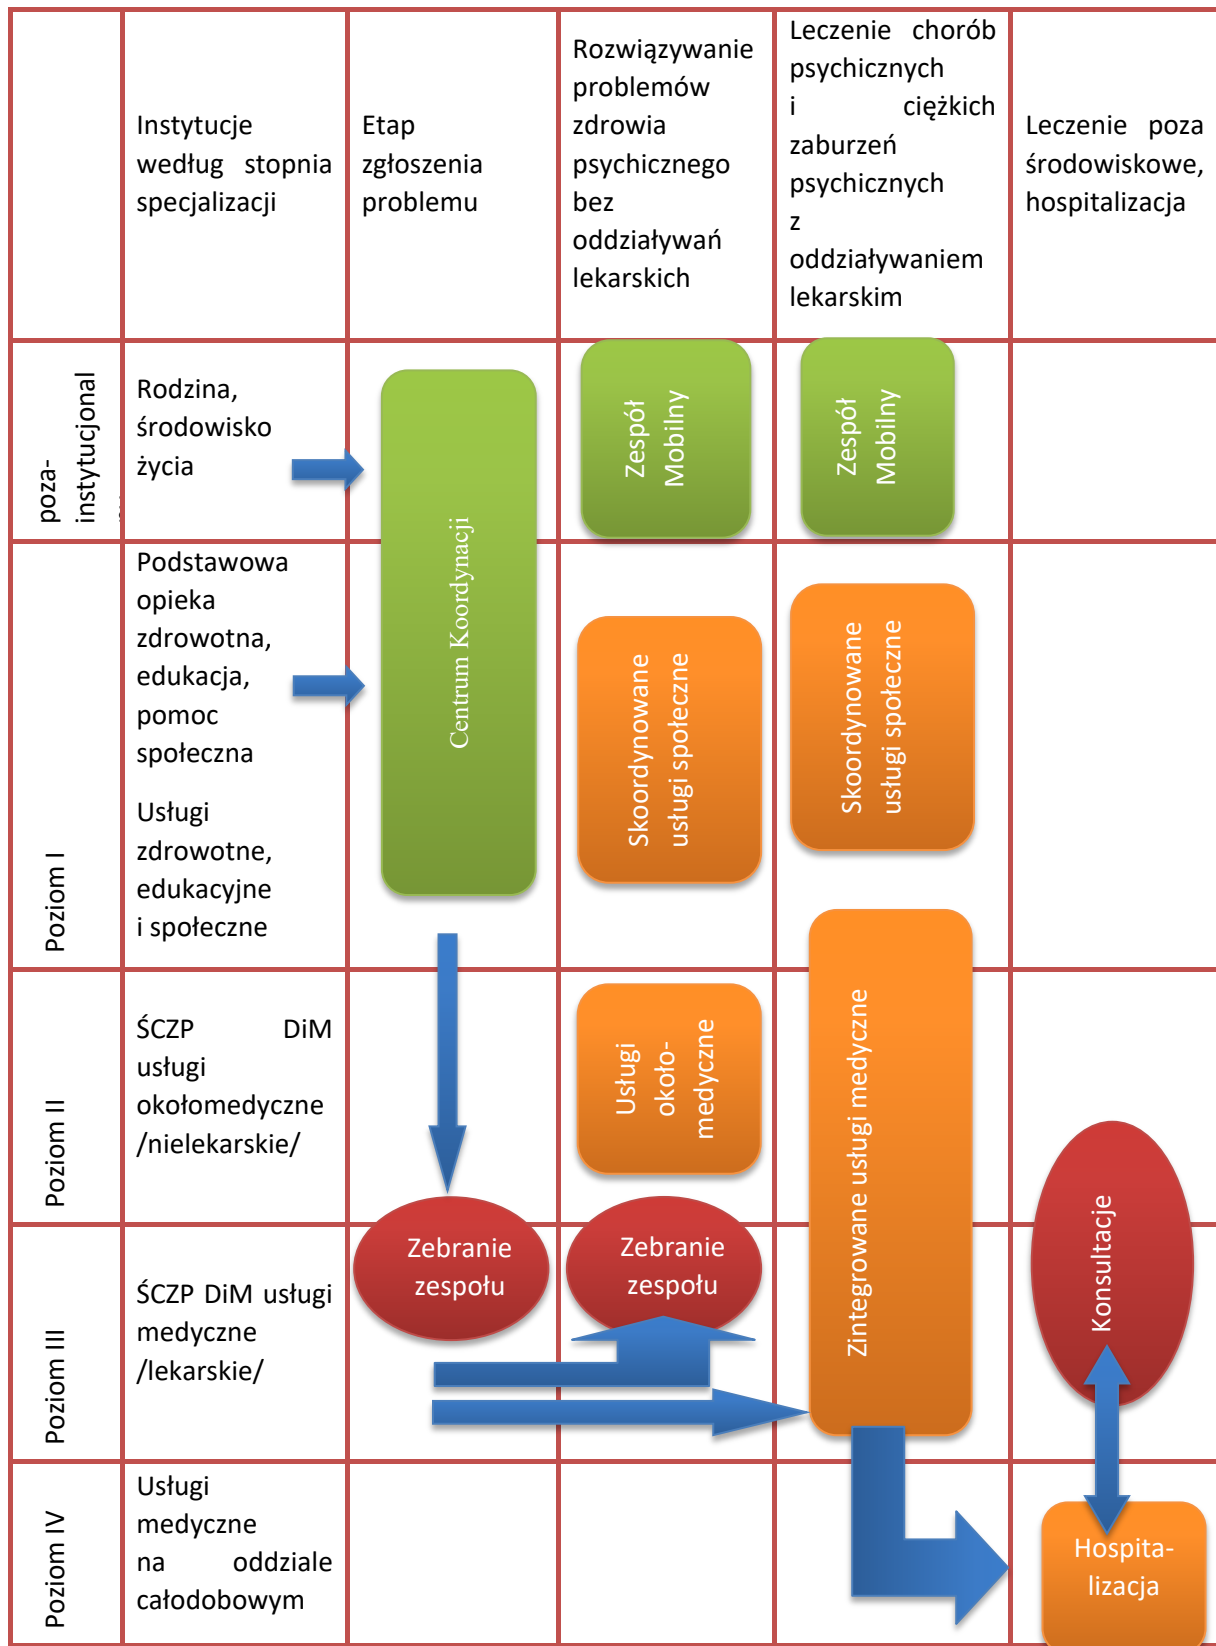 Instytucje
według stopnia
specjalizacji
Etap
zgłoszenia
problemu
Rozwiązywanie
problemów
zdrowia
psychicznego
bez
oddziaływań
lekarskich
Leczenie chorób
psychicznych
i ciężkich
zaburzeń
psychicznych
z
oddziaływaniem
lekarskim
Leczenie poza
środowiskowe,
hospitalizacja
poza-
instytucjonal
Rodzina,
środowisko
życia
Centrum Koordynacji
Zespół
Mobilny
Zespół
Mobilny
Poziom I
Podstawowa
opieka
zdrowotna,
edukacja,
pomoc
społeczna
Usługi
zdrowotne,
edukacyjne
i społeczne
Skoordynowane
usługi społeczne
Skoordynowane
usługi społeczne
Poziom II
ŚCZP DiM
usługi
okołomedyczne
/nielekarskie/
Usługi
około-
medyczne
Zintegrowane usługi medyczne
Poziom III
ŚCZP DiM usługi
medyczne
/lekarskie/
Zebranie
zespołu
Zebranie
zespołu
Konsultacje
Poziom IV
Usługi
medyczne
na oddziale
całodobowym
Hospita-
lizacja